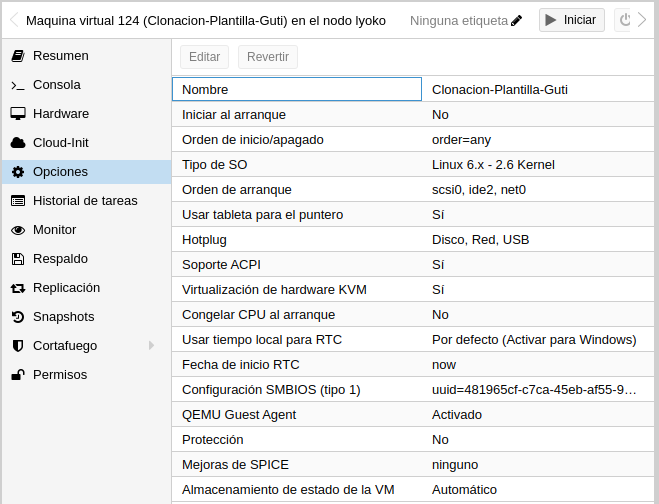 Maquina virtual 124 (Clonacion-Plantilla-Guti) en el nodo lyoko Ninguna etiqueta Iniciar
Resumen
Consola
Hardware
Cloud-Init
Opciones
Historial de tareas
Monitor
Respaldo
Replicación
Snapshots
Cortafuego
Permisos
Editar Revertir
Nombre Clonacion-Plantilla-Guti
Iniciar al arranque No
Orden de inicio/apagado order=any
Tipo de SO Linux 6.x - 2.6 Kernel
Orden de arranque scsi0, ide2, net0
Usar tableta para el puntero Sí
Hotplug Disco, Red, USB
Soporte ACPI Sí
Virtualización de hardware KVM Sí
Congelar CPU al arranque No
Usar tiempo local para RTC Por defecto (Activar para Windows)
Fecha de inicio RTC now
Configuración SMBIOS (tipo 1) uuid=481965cf-c7ca-45eb-af55-9…
QEMU Guest Agent Activado
Protección No
Mejoras de SPICE ninguno
Almacenamiento de estado de la VM Automático